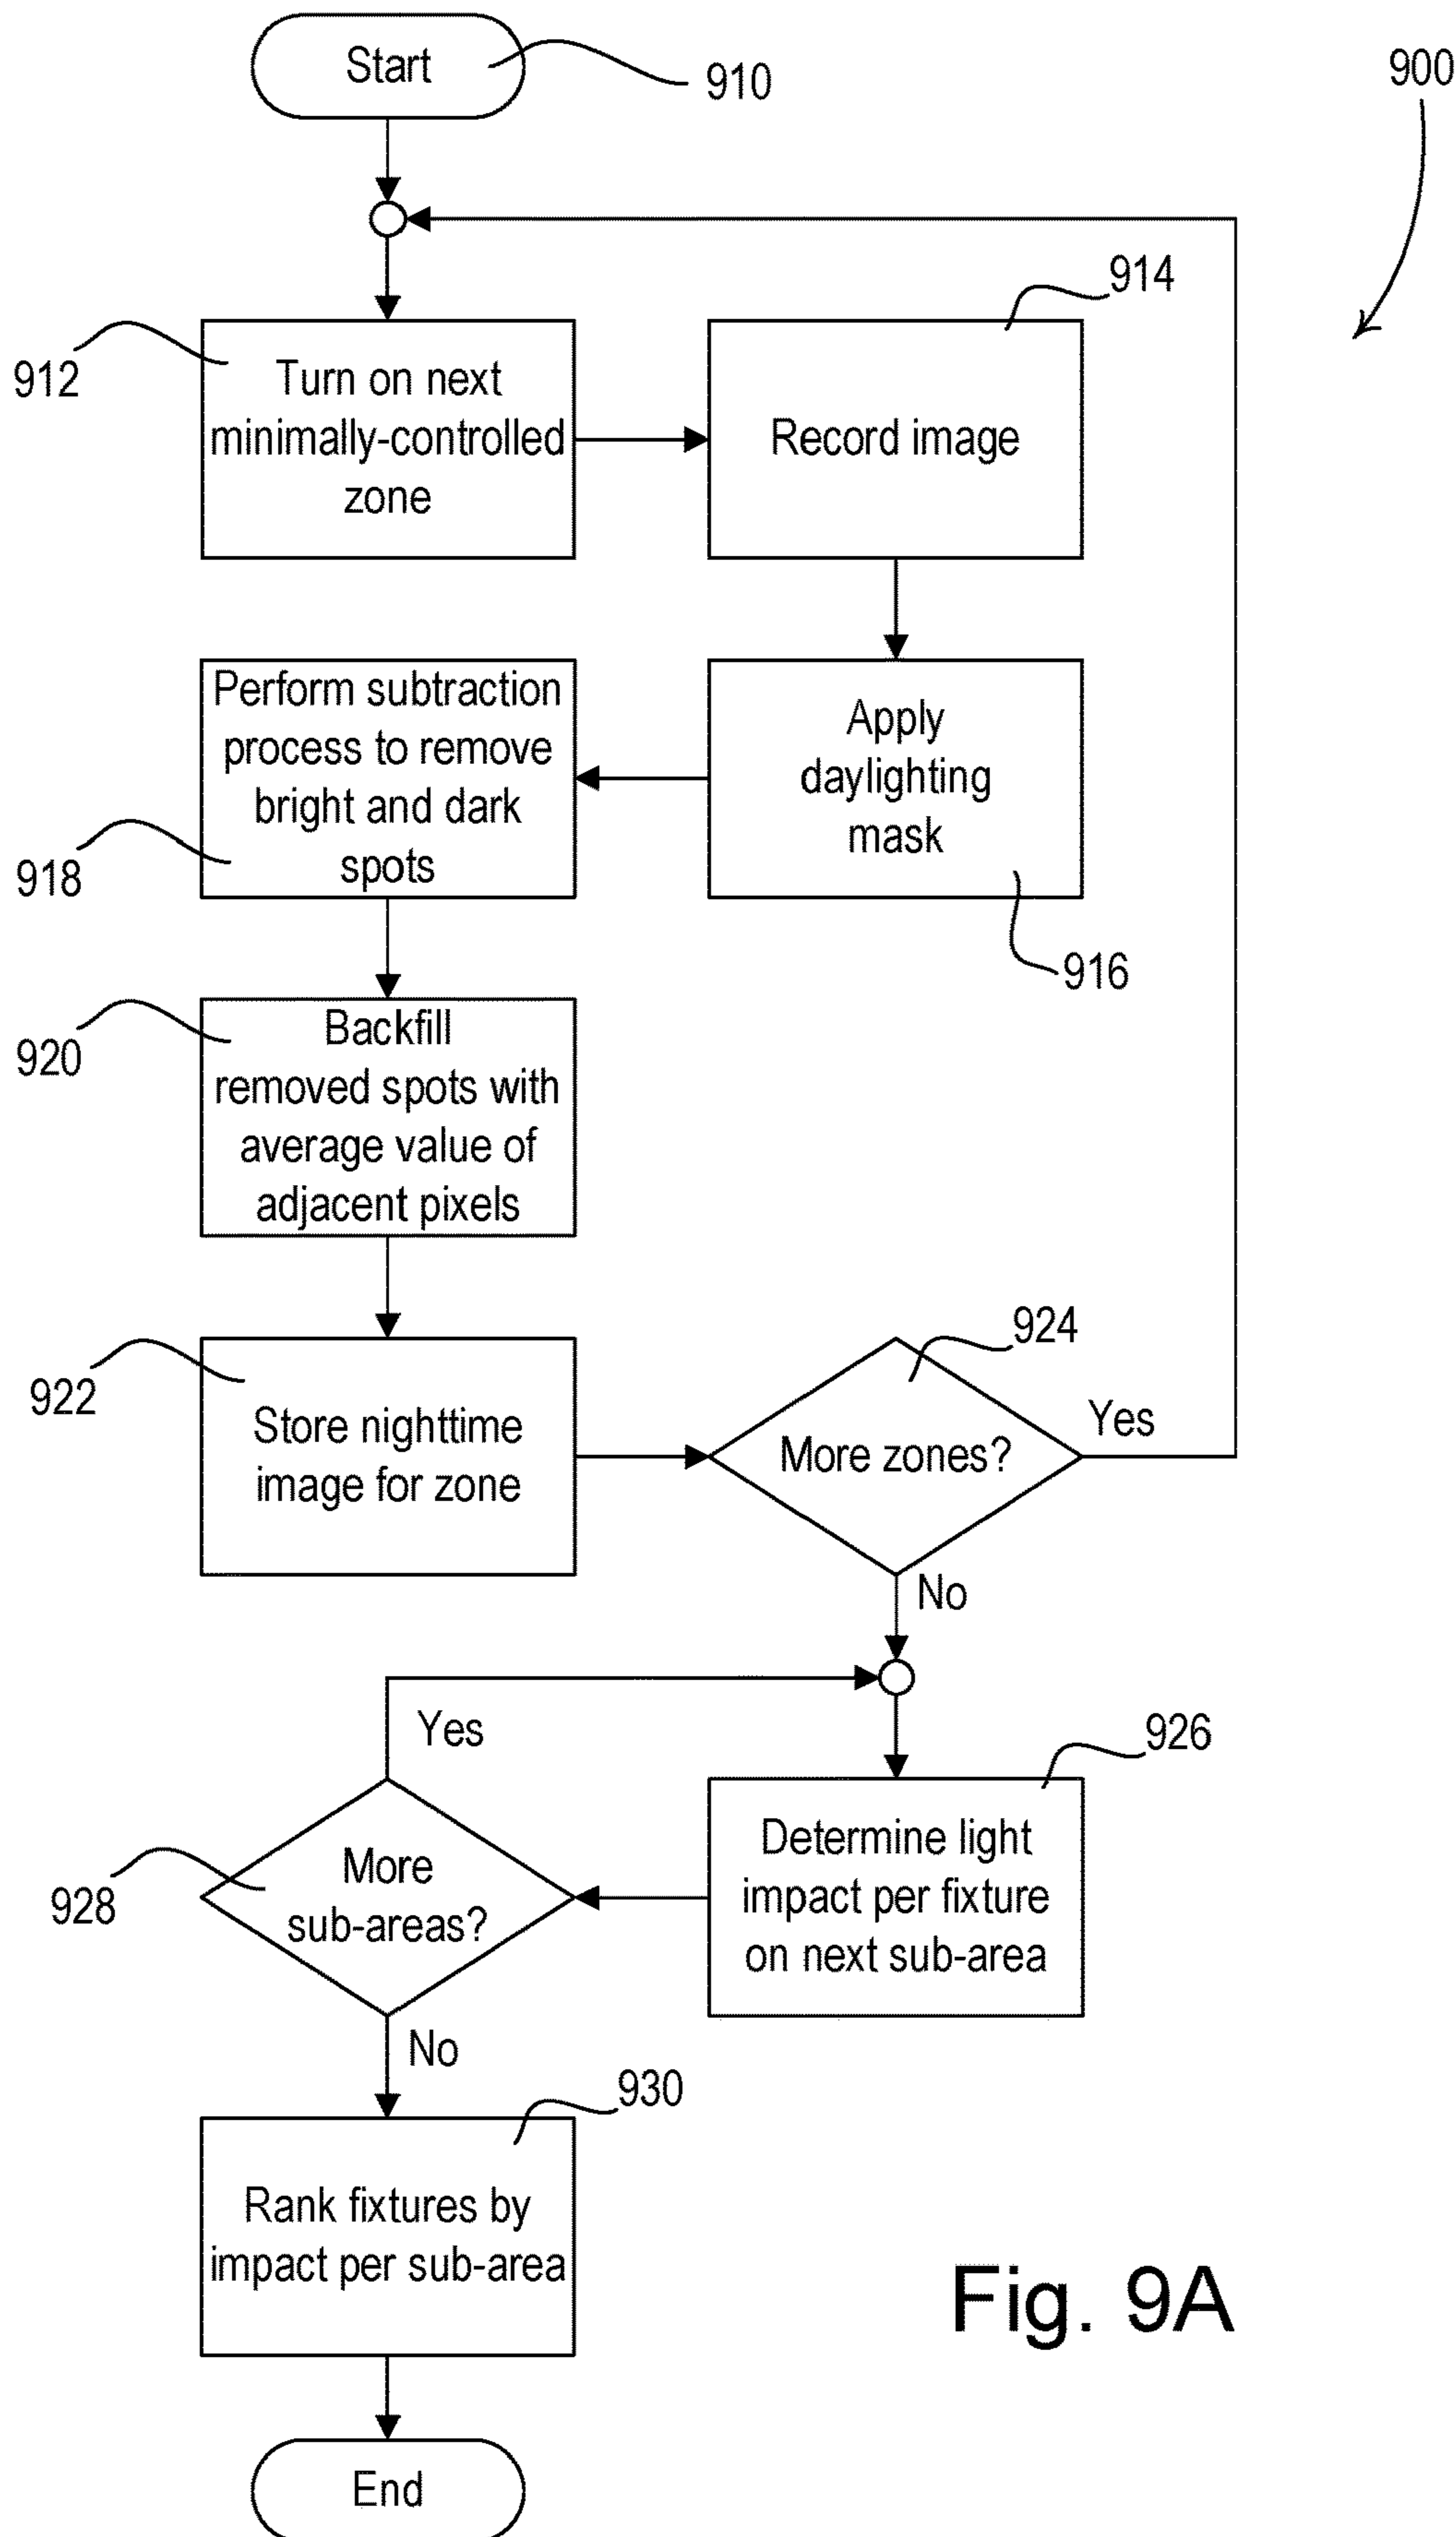 Start
910
900
914
912
Turn on next
minimally-controlled
zone
Record image
Perform subtraction
process to remove
bright and dark
spots
918
Apply
daylighting
mask
916
920
Backfill
removed spots with
average value of
adjacent pixels
924
922
Store nighttime
image for zone
More zones?
Yes
No
Yes
926
928
More
sub-areas?
Determine light
impact per fixture
on next sub-area
No
930
Rank fixtures by
impact per sub-area
Fig. 9A
End